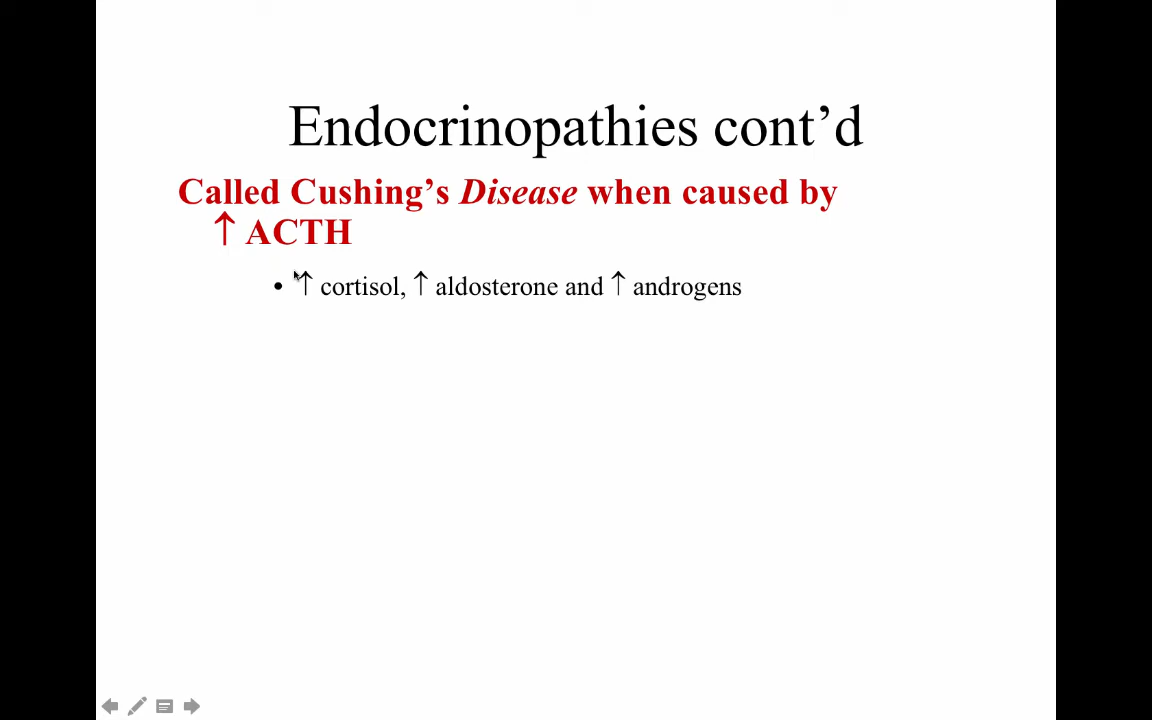 Endocrinopathies cont’d
Called Cushing’s Disease when caused by
↑ ACTH
• ↑ cortisol, ↑ aldosterone and ↑ androgens